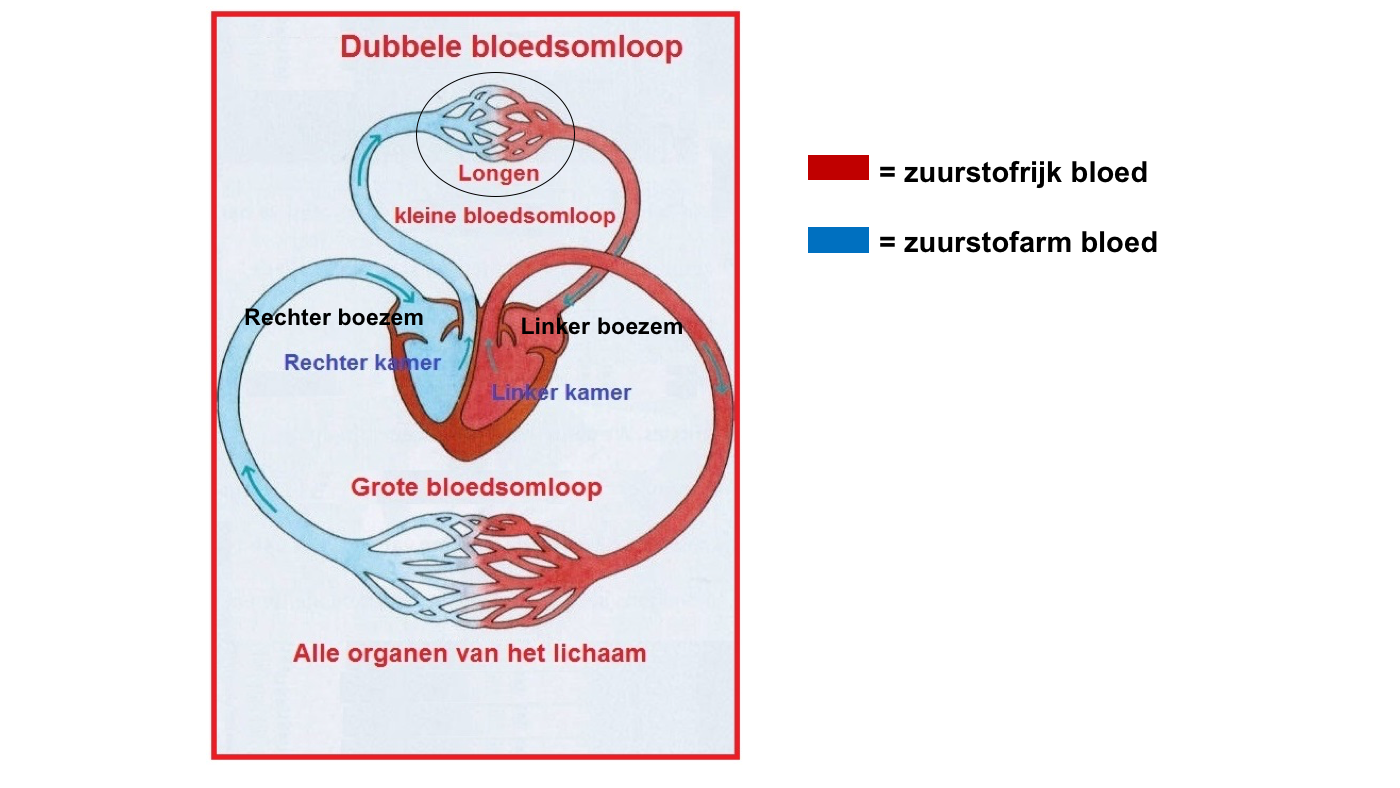 Dubbele bloedsomloop
Longen
kleine bloedsomloop
Rechter boezem
Linker boezem
Rechter kamer
Linker kamer
Grote bloedsomloop
Alle organen van het lichaam
= zuurstofrijk bloed
= zuurstofarm bloed